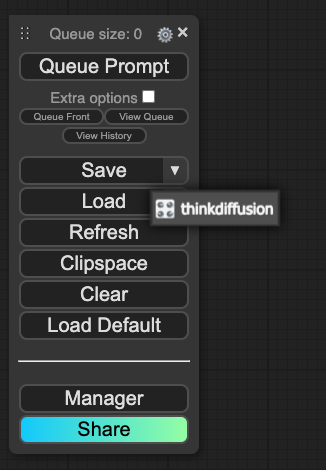 Queue size: 0
Queue Prompt
Extra options
Queue Front View Queue
View History
Save
Load
thinkdiffusion
Refresh
Clipspace
Clear
Load Default
Manager
Share